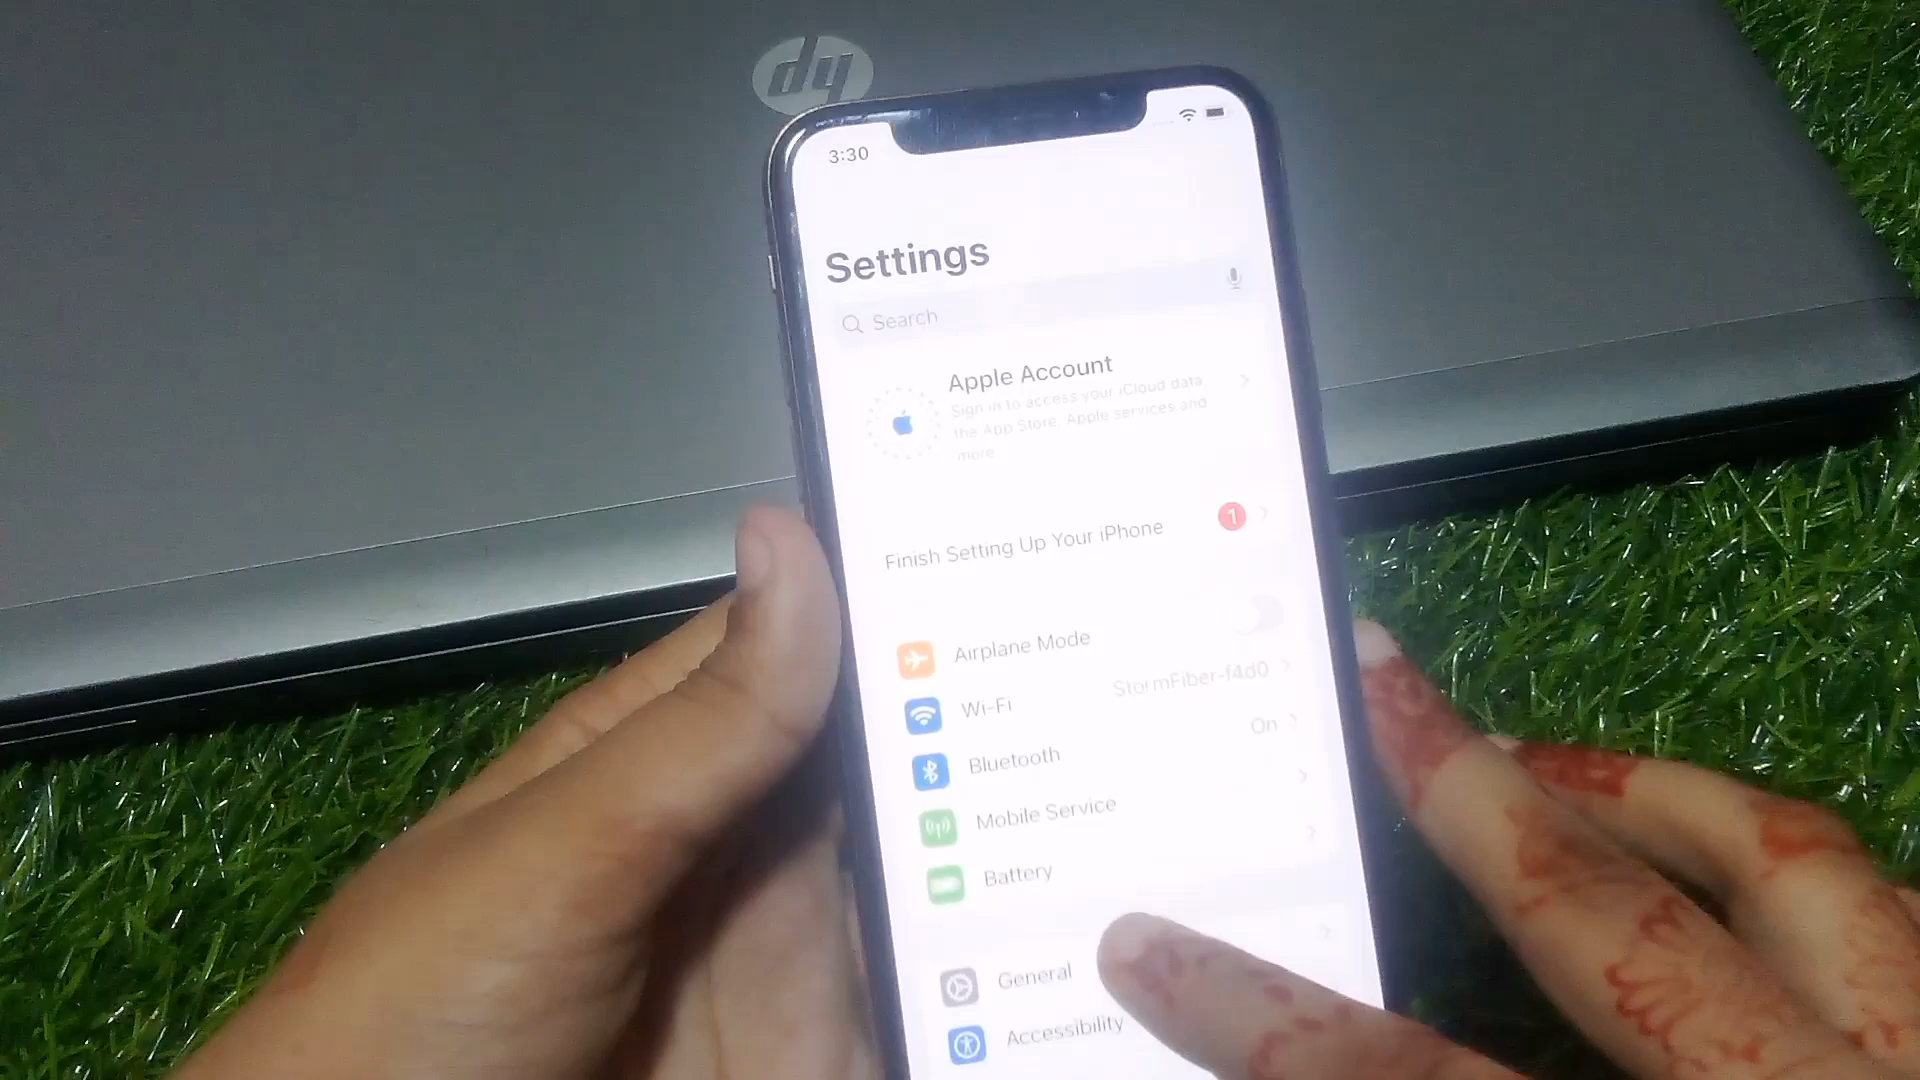 hp
3:30
Settings
Search
Apple Account
Sign in to access your iCloud data,
the App Store, Apple services and
more.
Finish Setting Up Your iPhone 1
Airplane Mode
Wi-Fi StormFiber-f4d0
Bluetooth On
Mobile Service
Battery
General
Accessibility